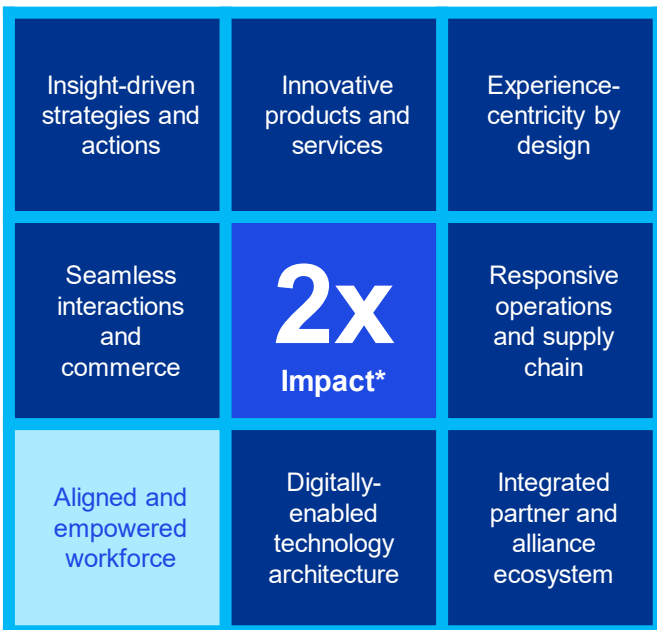 Insight-driven
strategies and
actions
Innovative
products and
services
Experience-
centricity by
design
Seamless
interactions
and
commerce
2x
Impact*
Responsive
operations
and supply
chain
Aligned and
empowered
workforce
Digitally-
enabled
technology
architecture
Integrated
partner and
alliance
ecosystem